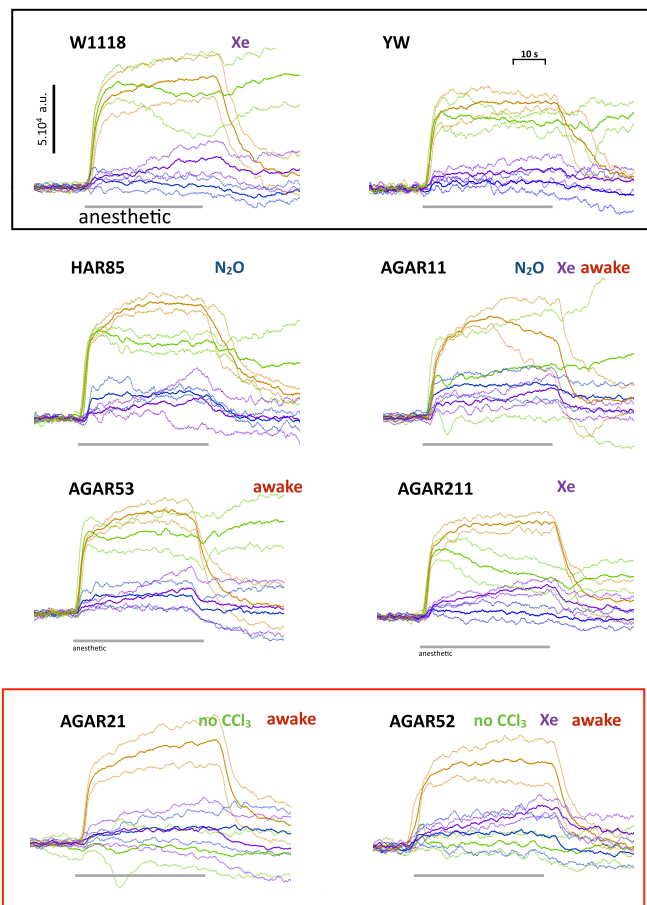 W1118 Xe YW
10 s
5.10⁴ a.u.
anesthetic
HAR85 N₂O AGAR11 N₂O Xe awake
AGAR53 awake AGAR211 Xe
anesthetic anesthetic
AGAR21 no CCl₃ awake AGAR52 no CCl₃ Xe awake